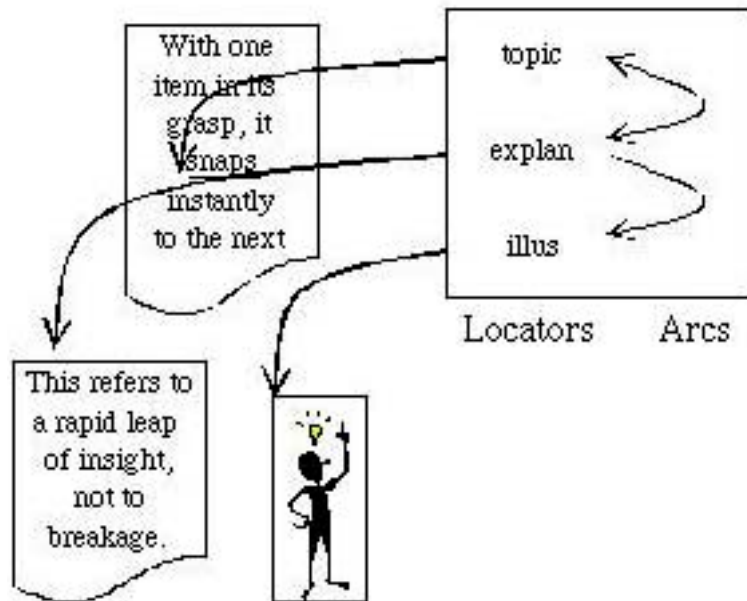 With one
item in its
grasp, it
snaps
instantly
to the next
topic
explan
illus
Locators Arcs
This refers to
a rapid leap
of insight,
not to
breakage.